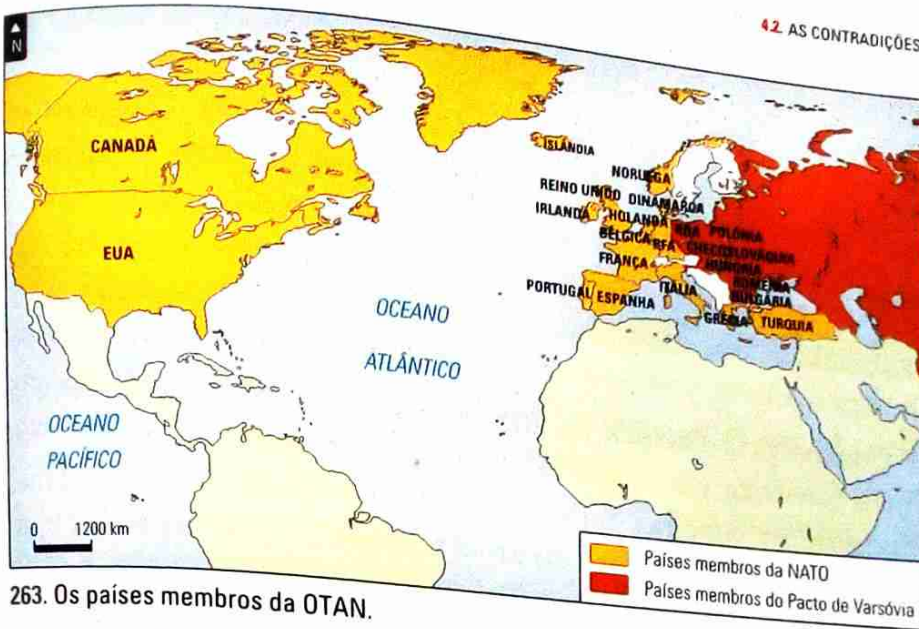 4.2. AS CONTRADIÇÕES
N
CANADÁ
EUA
ISLÂNDIA
NORUEGA
REINO UNIDO
DINAMARCA
IRLANDA
HOLANDA
RDA
POLÓNIA
BÉLGICA
RFA
CHECOSLOVÁQUIA
FRANÇA
HUNGRIA
ROMÉNIA
PORTUGAL
ESPANHA
ITÁLIA
BULGÁRIA
GRÉCIA
TURQUIA
OCEANO
ATLÂNTICO
OCEANO
PACÍFICO
0 1200 km
Países membros da NATO
Países membros do Pacto de Varsóvia
263. Os países membros da OTAN.